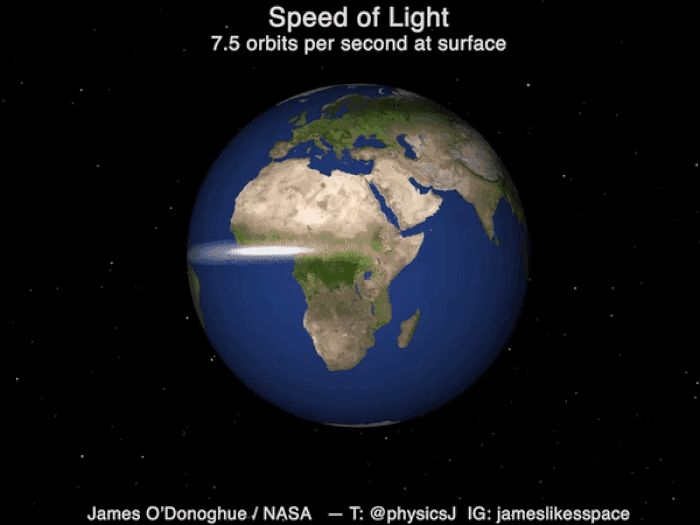 Speed of Light
7.5 orbits per second at surface
James O'Donoghue / NASA — T: @physicsJ IG: jameslikesspace